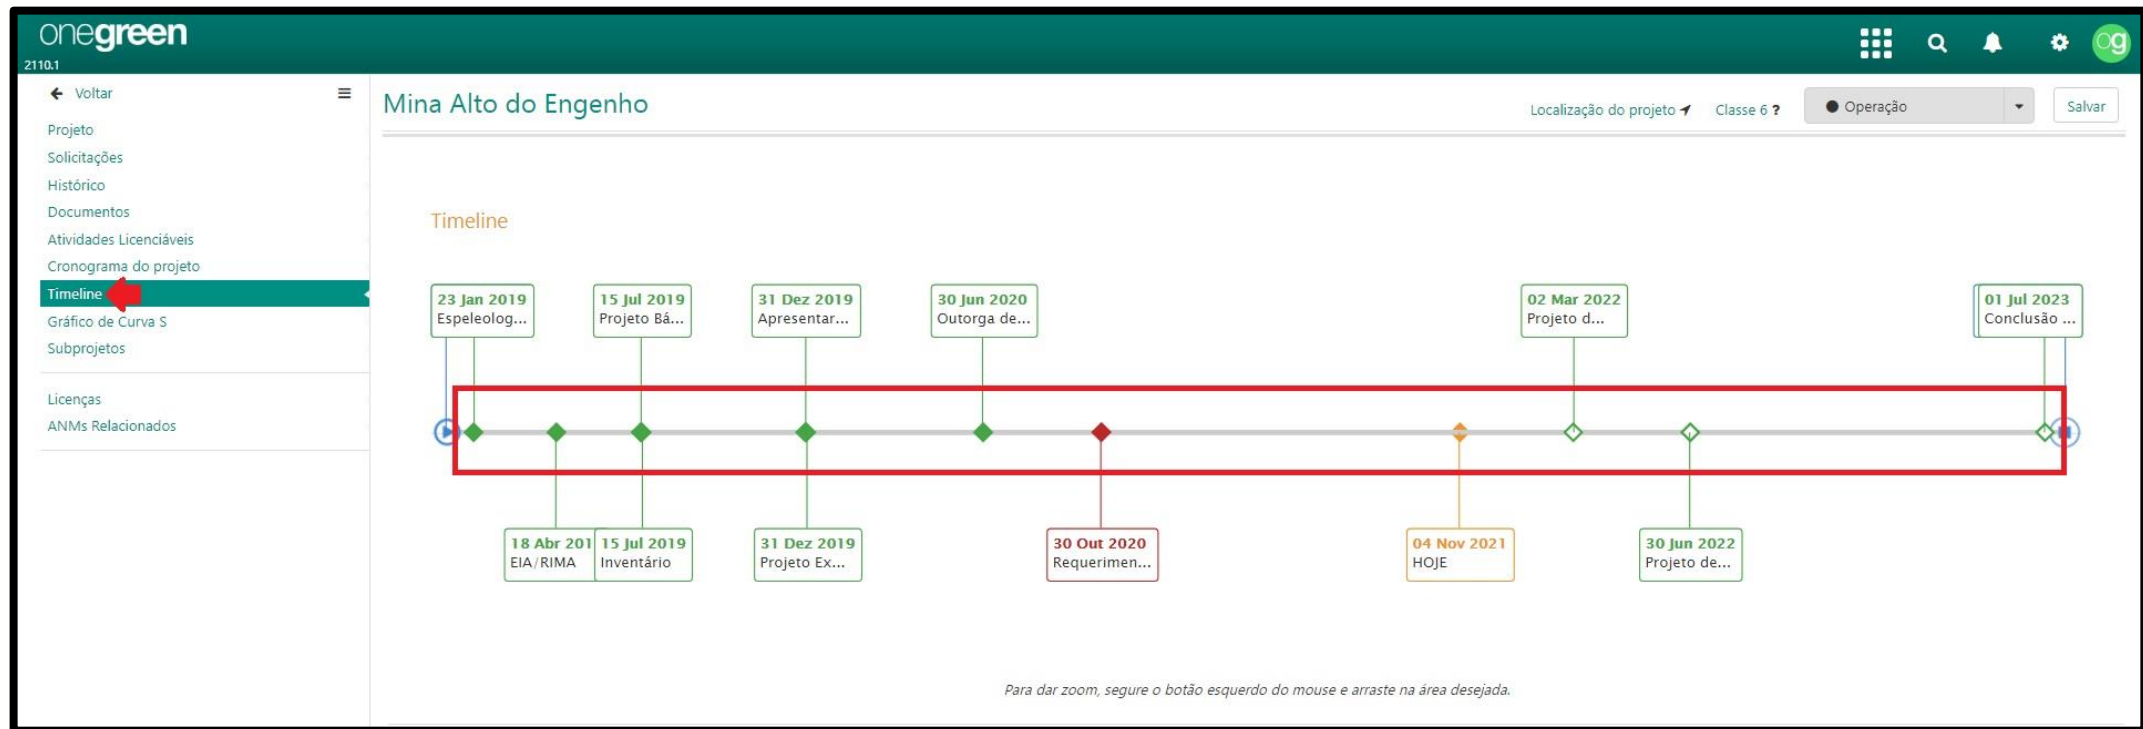 onegreen
2110.1
og
Voltar
Projeto
Solicitações
Histórico
Documentos
Atividades Licenciáveis
Cronograma do projeto
Timeline
Gráfico de Curva S
Subprojetos
Licenças
ANMs Relacionados
Mina Alto do Engenho
Localização do projeto
Classe 6 ?
Operação
Salvar
Timeline
23 Jan 2019
Espeleolog...
15 Jul 2019
Projeto Bá...
31 Dez 2019
Apresentar...
30 Jun 2020
Outorga de...
02 Mar 2022
Projeto d...
01 Jul 2023
Conclusão ...
18 Abr 201
EIA/RIMA
15 Jul 2019
Inventário
31 Dez 2019
Projeto Ex...
30 Out 2020
Requerimen...
04 Nov 2021
HOJE
30 Jun 2022
Projeto de...
Para dar zoom, segure o botão esquerdo do mouse e arraste na área desejada.